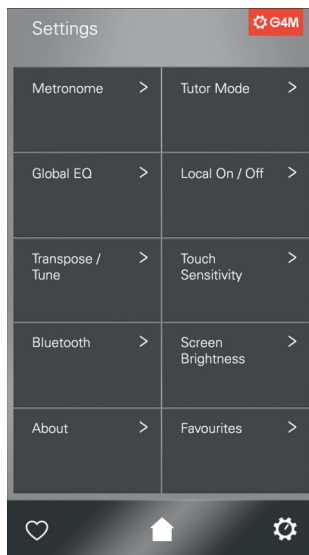 Settings
G4M
Metronome >
Tutor Mode >
Global EQ >
Local On / Off >
Transpose /
Tune >
Touch
Sensitivity >
Bluetooth >
Screen
Brightness >
About >
Favourites >